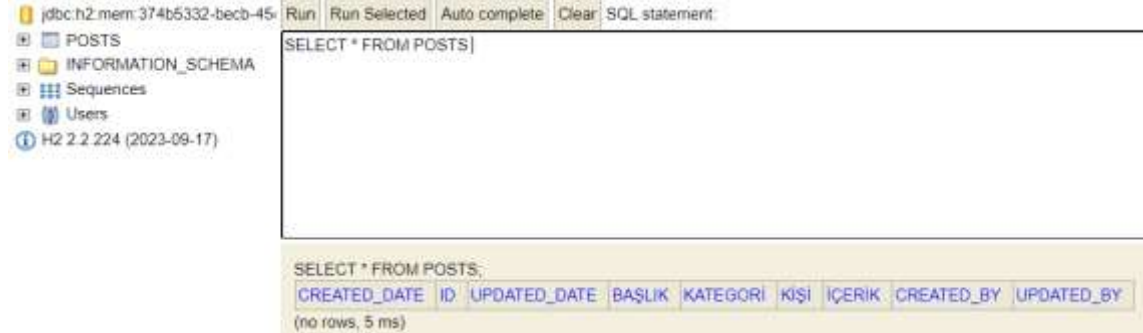 jdbc:h2:mem:374b5332-becb-45
Run Run Selected Auto complete Clear SQL statement:
POSTS
INFORMATION_SCHEMA
Sequences
Users
H2 2.2.224 (2023-09-17)
SELECT * FROM POSTS
SELECT * FROM POSTS;
CREATED_DATE ID UPDATED_DATE BAŞLIK KATEGORİ KİŞİ İÇERİK CREATED_BY UPDATED_BY
(no rows, 5 ms)